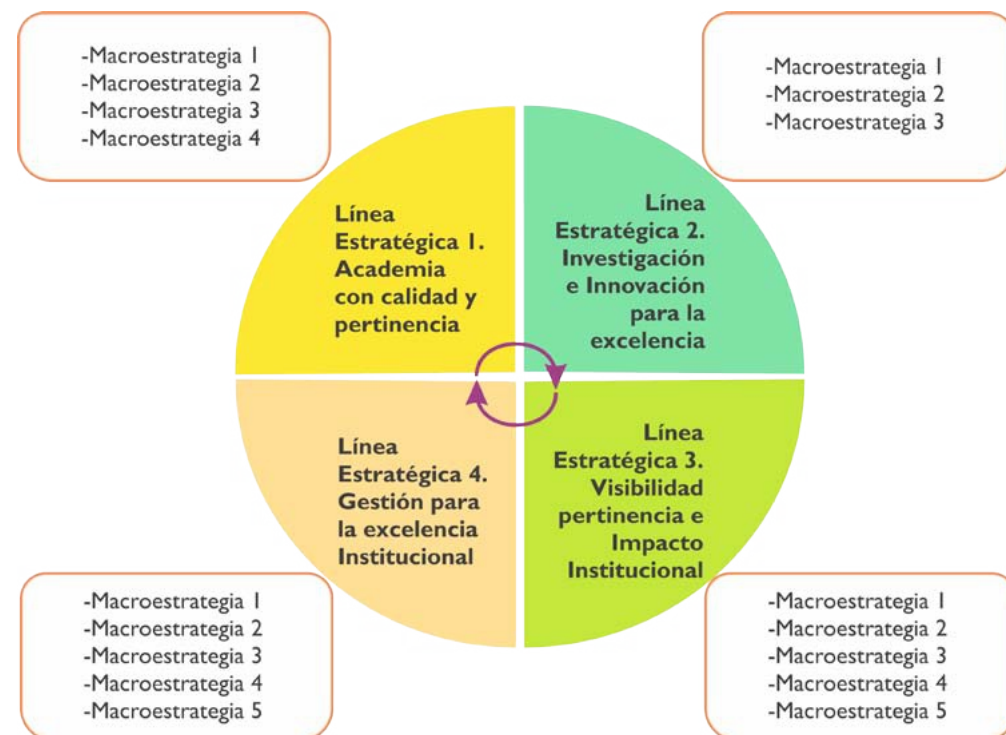 -Macroestrategia 1
-Macroestrategia 2
-Macroestrategia 3
-Macroestrategia 4
-Macroestrategia 1
-Macroestrategia 2
-Macroestrategia 3
Línea
Estratégica 1.
Academia
con calidad y
pertinencia
Línea
Estratégica 2.
Investigación
e Innovación
para la
excelencia
Línea
Estratégica 4.
Gestión para
la excelencia
Institucional
Línea
Estratégica 3.
Visibilidad
pertinencia e
Impacto
Institucional
-Macroestrategia 1
-Macroestrategia 2
-Macroestrategia 3
-Macroestrategia 4
-Macroestrategia 5
-Macroestrategia 1
-Macroestrategia 2
-Macroestrategia 3
-Macroestrategia 4
-Macroestrategia 5